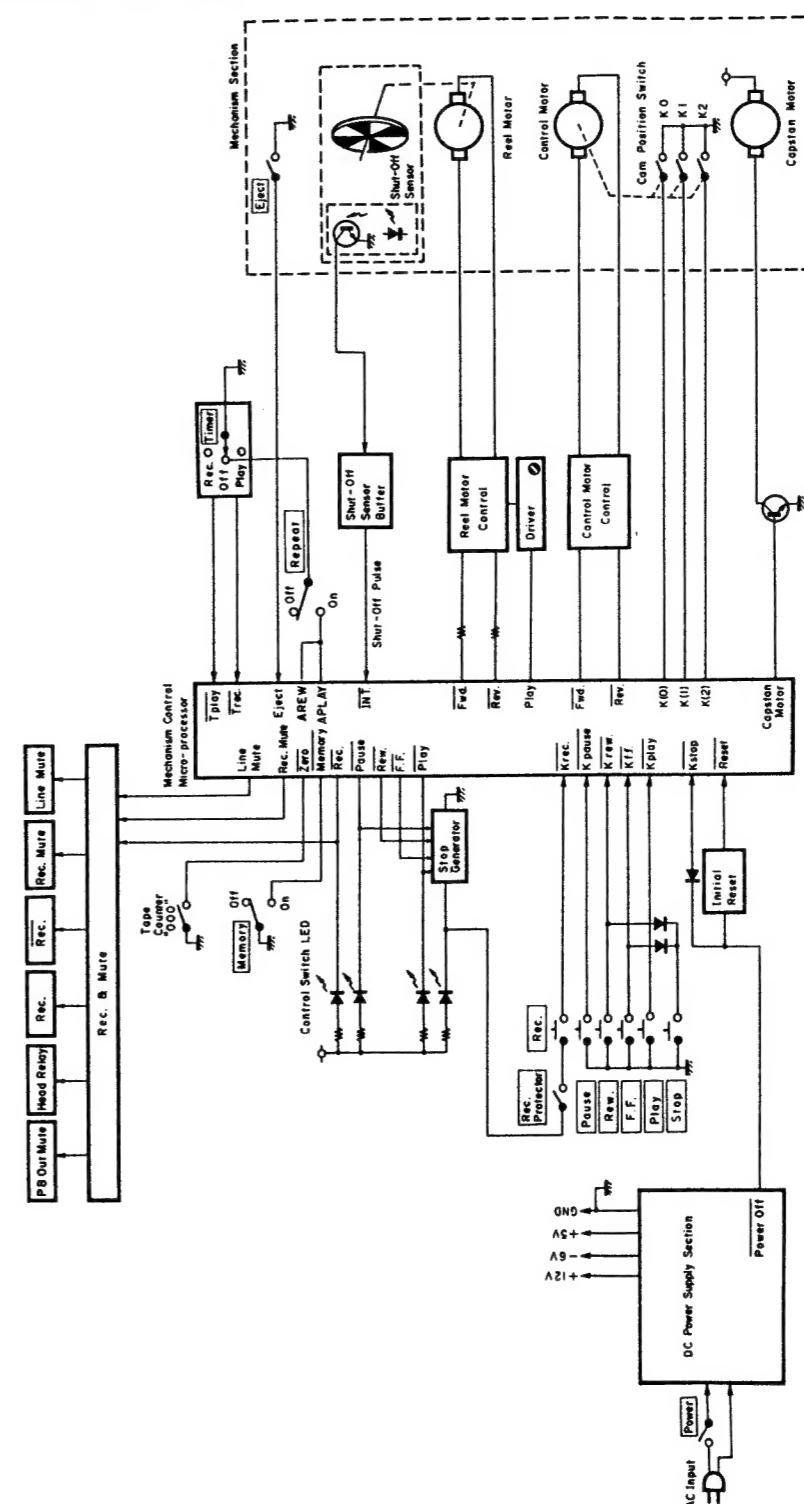 Mechanism Section
Eject
Shut-Off
Sensor
Reel Motor
Control Motor
Cam Position Switch
K0
K1
K2
Capstan Motor
Rec.
Off
Play
Timer
Repeat
Off
On
Shut-Off
Sensor
Buffer
Shut-Off Pulse
Reel Motor
Control
Driver
Control Motor
Control
Mechanism Control
Micro-processor
Tplay
Trec.
Eject
AREW
APLAY
INT.
Fwd.
Rev.
Play
Fwd.
Rev.
K(0)
K(1)
K(2)
Capstan
Motor
Line
Mute
Rec. Mute
Zero
Memory
Rec.
Pause
Rew.
F.F.
Play
Krec.
Kpause
Krew.
Kff.
Kplay
Kstop
Reset
Line Mute
Rec. Mute
Rec.
Rec.
Head Relay
PB Out Mute
Rec. & Mute
Tape
Counter
"000"
Memory
Off
On
Control Switch LED
Stop
Generator
Initial
Reset
Rec.
Protector
Rec.
Pause
Rew.
F.F.
Play
Stop
GND
+5V
-6V
+12V
DC Power Supply Section
Power Off
Power
AC Input